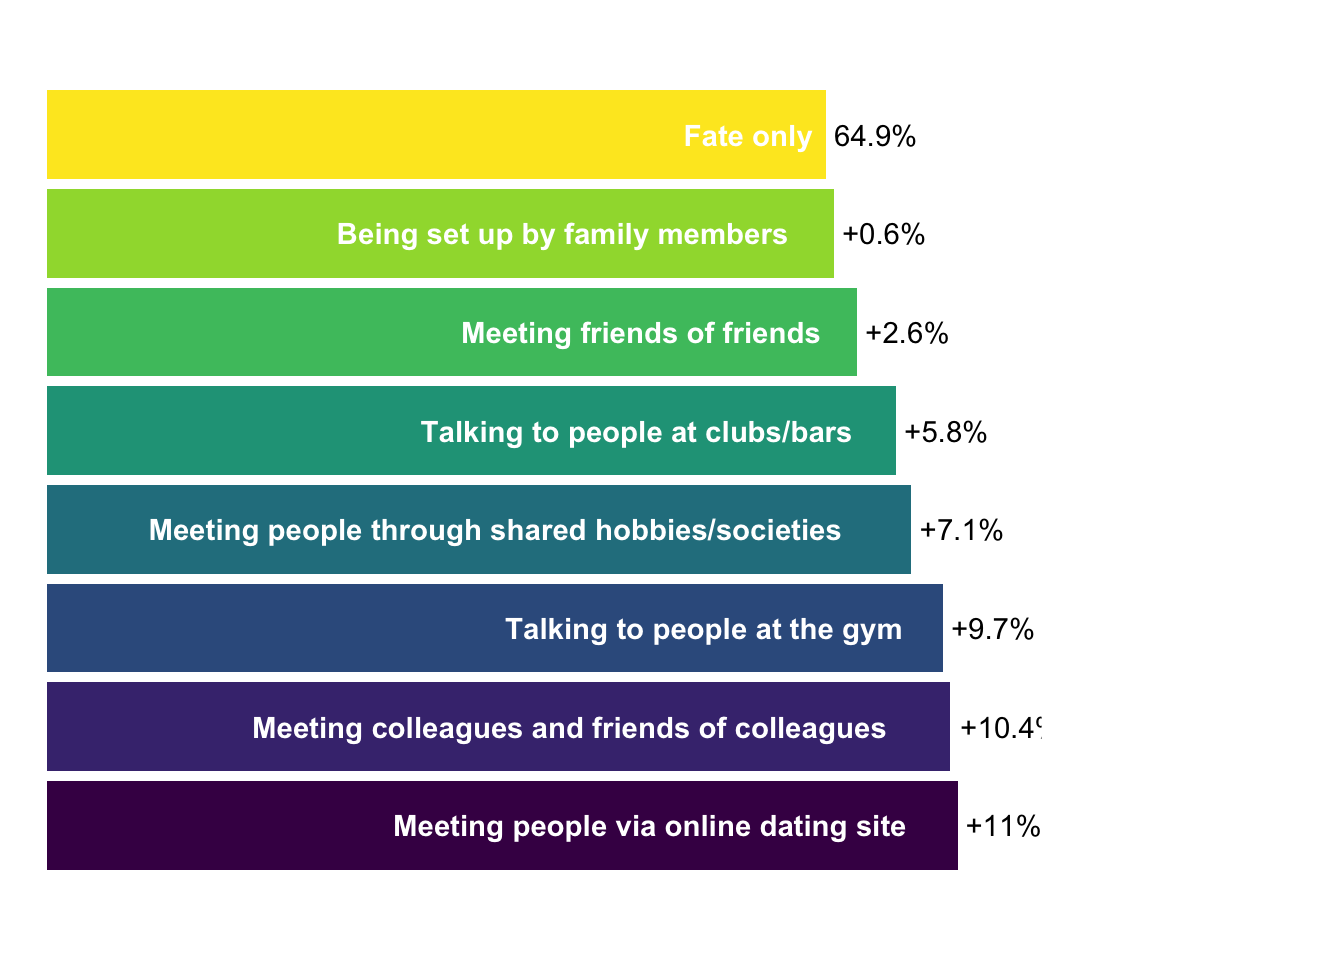 Fate only 64.9%
Being set up by family members +0.6%
Meeting friends of friends +2.6%
Talking to people at clubs/bars +5.8%
Meeting people through shared hobbies/societies +7.1%
Talking to people at the gym +9.7%
Meeting colleagues and friends of colleagues +10.4
Meeting people via online dating site +11%